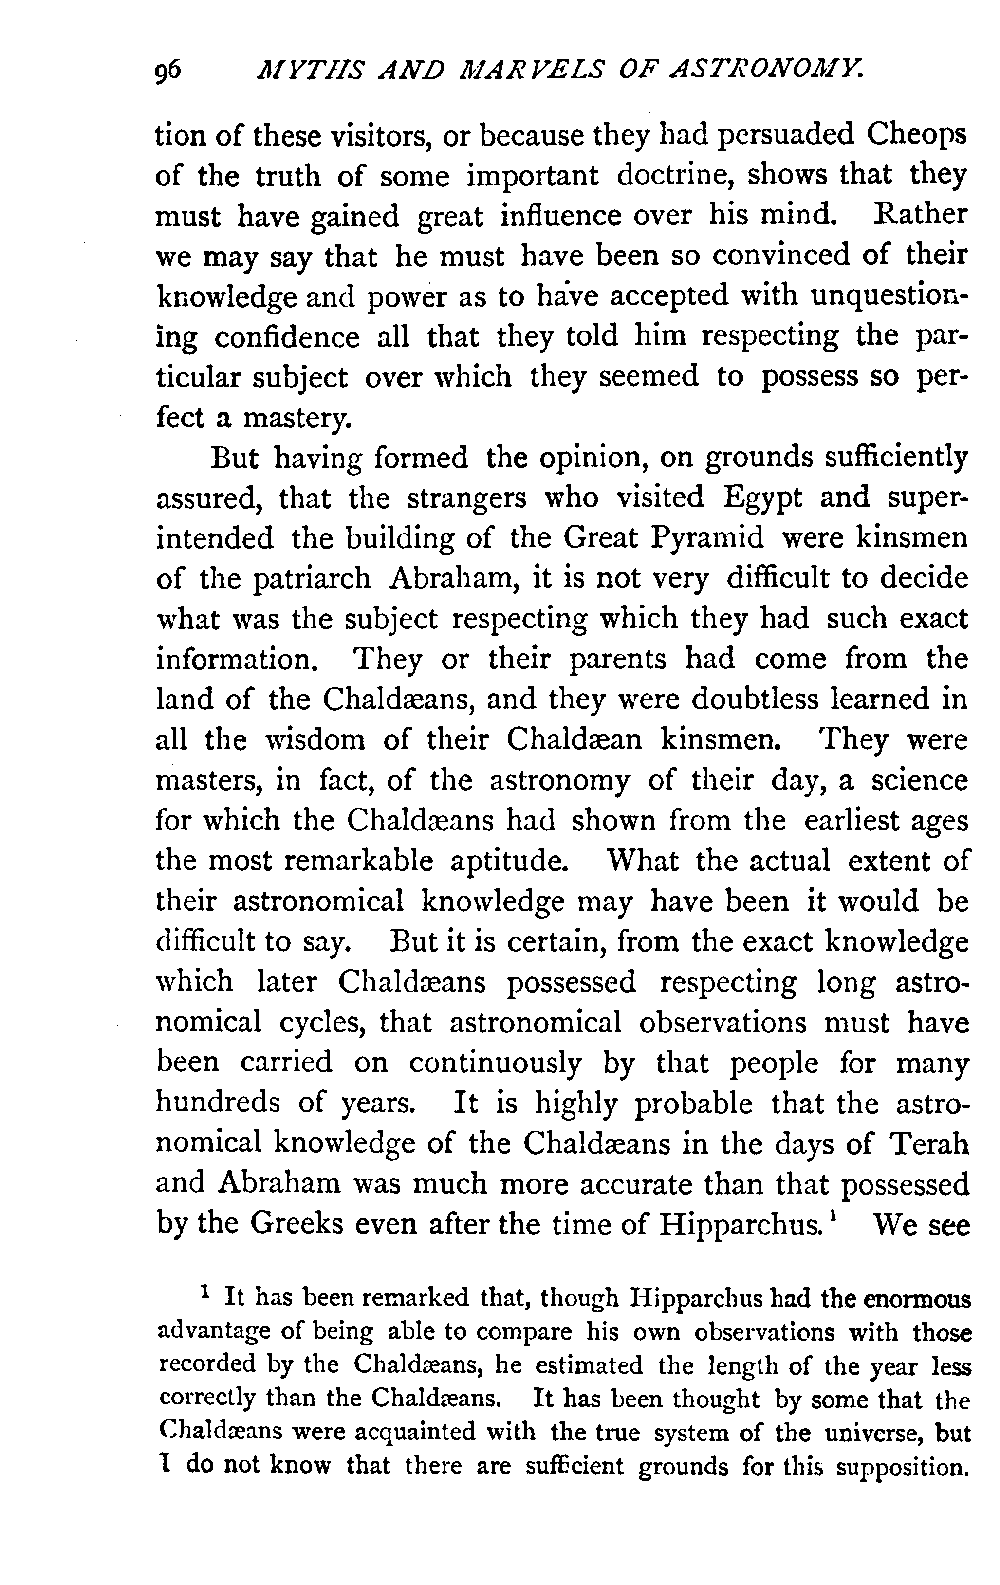 96 MYTHS AND MARVELS OF ASTRONOMY.
tion of these visitors, or because they had persuaded Cheops
of the truth of some important doctrine, shows that they
must have gained great influence over his mind. Rather
we may say that he must have been so convinced of their
knowledge and power as to have accepted with unquestion-
ing confidence all that they told him respecting the par-
ticular subject over which they seemed to possess so per-
fect a mastery.
But having formed the opinion, on grounds sufficiently
assured, that the strangers who visited Egypt and super-
intended the building of the Great Pyramid were kinsmen
of the patriarch Abraham, it is not very difficult to decide
what was the subject respecting which they had such exact
information. They or their parents had come from the
land of the Chaldæans, and they were doubtless learned in
all the wisdom of their Chaldæan kinsmen. They were
masters, in fact, of the astronomy of their day, a science
for which the Chaldæans had shown from the earliest ages
the most remarkable aptitude. What the actual extent of
their astronomical knowledge may have been it would be
difficult to say. But it is certain, from the exact knowledge
which later Chaldæans possessed respecting long astro-
nomical cycles, that astronomical observations must have
been carried on continuously by that people for many
hundreds of years. It is highly probable that the astro-
nomical knowledge of the Chaldæans in the days of Terah
and Abraham was much more accurate than that possessed
by the Greeks even after the time of Hipparchus.¹ We see
¹ It has been remarked that, though Hipparchus had the enormous
advantage of being able to compare his own observations with those
recorded by the Chaldæans, he estimated the length of the year less
correctly than the Chaldæans. It has been thought by some that the
Chaldæans were acquainted with the true system of the universe, but
I do not know that there are sufficient grounds for this supposition.